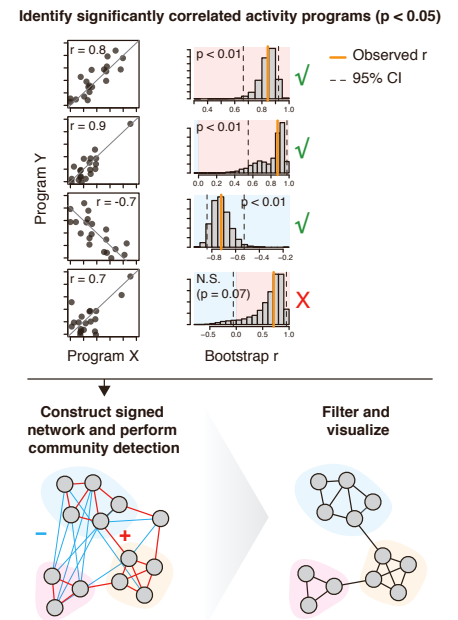 Identify significantly correlated activity programs (p < 0.05)
r = 0.8
p < 0.01
Observed r
95% CI
√
0.4 0.6 0.8 1.0
r = 0.9
p < 0.01
√
0.0 0.2 0.4 0.6 0.8 1.0
Program Y
r = -0.7
p < 0.01
√
−0.8 −0.6 −0.4 −0.2
r = 0.7
N.S.
(p = 0.07)
X
−0.5 0.0 0.5 1.0
Program X
Bootstrap r
Construct signed
network and perform
community detection
Filter and
visualize
−
+